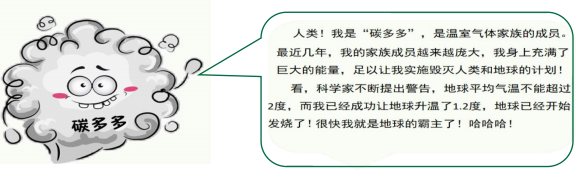 碳多多
人类！我是“碳多多”，是温室气体家族的成员。
最近几年，我的家族成员越来越庞大，我身上充满了
巨大的能量，足以让我实施毁灭人类和地球的计划！
看，科学家不断提出警告，地球平均气温不能超过
2度，而我已经成功让地球升温了1.2度，地球已经开始
发烧了！很快我就是地球的霸主了！哈哈哈！